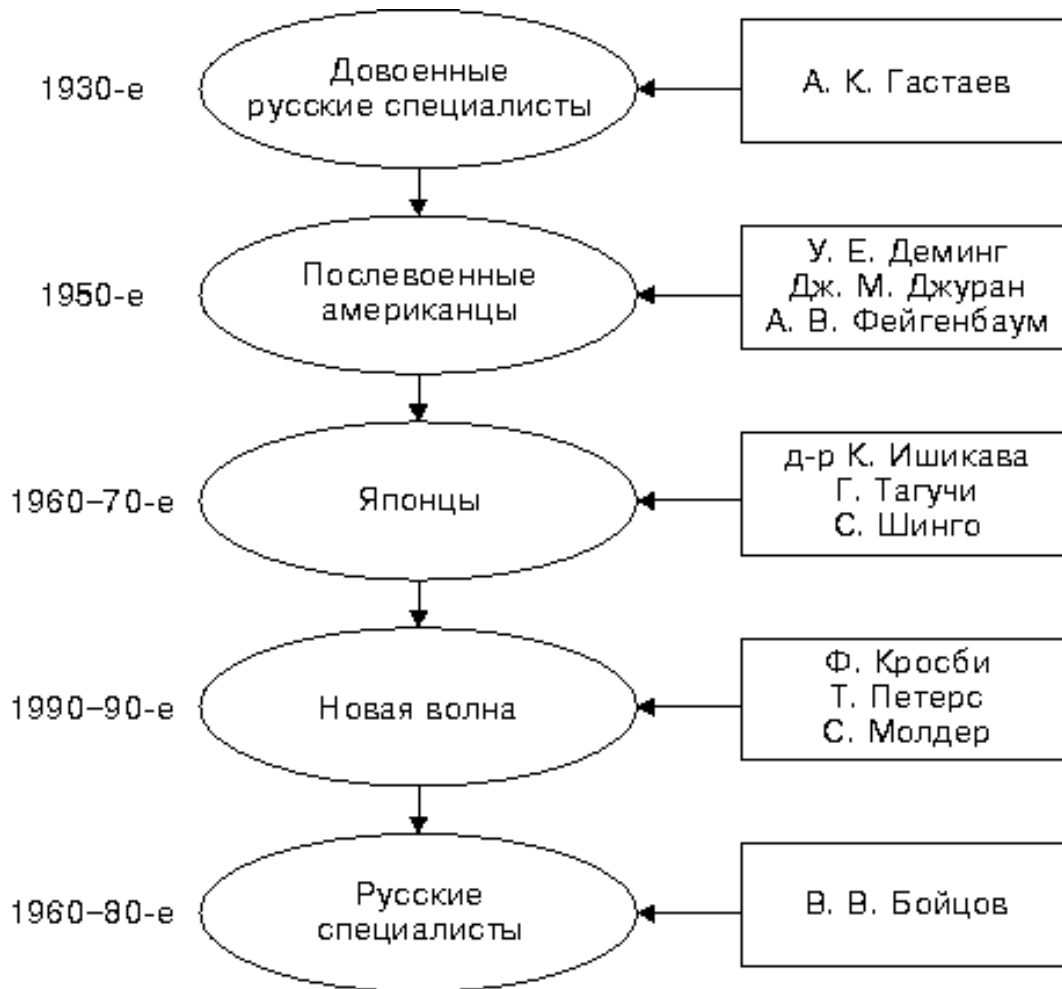 1930-е
Довоенные
русские специалисты
А. К. Гастаев
1950-е
Послевоенные
американцы
У. Е. Деминг
Дж. М. Джуран
А. В. Фейгенбаум
1960–70-е
Японцы
д-р К. Ишикава
Г. Тагучи
С. Шинго
1990–90-е
Новая волна
Ф. Кросби
Т. Петерс
С. Молдер
1960–80-е
Русские
специалисты
В. В. Бойцов